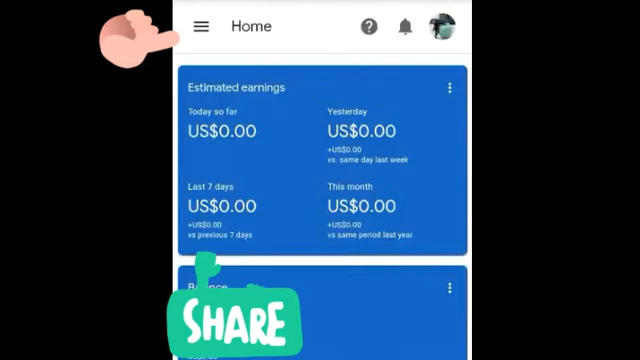 Home
Estimated earnings
Today so far
US$0.00
Yesterday
US$0.00
+US$0.00
vs. same day last week
Last 7 days
US$0.00
+US$0.00
vs previous 7 days
This month
US$0.00
+US$0.00
vs same period last year
Balance
SHARE